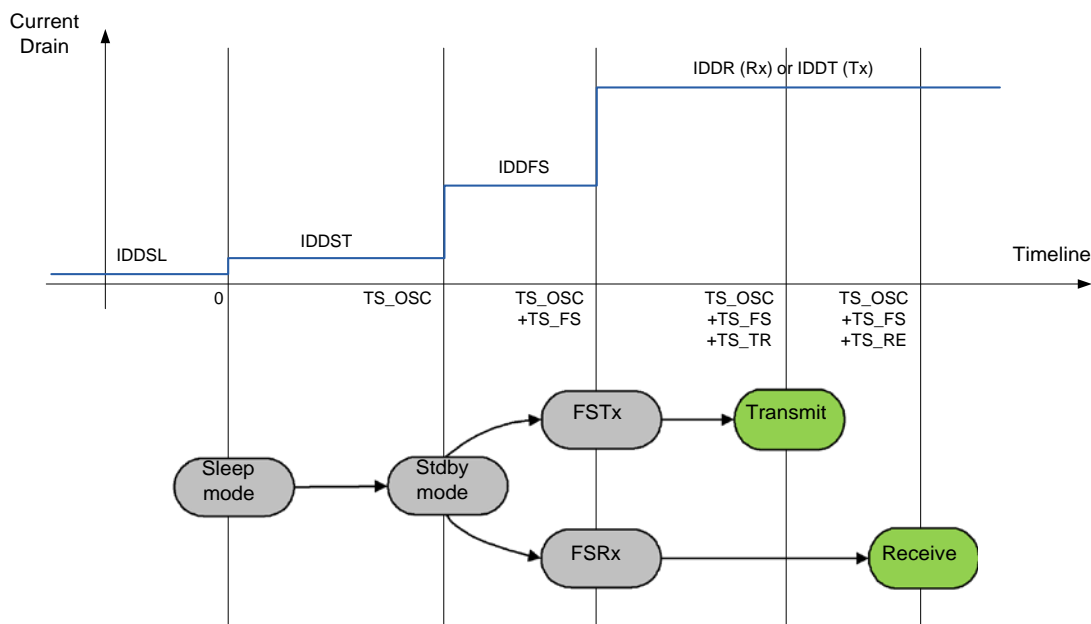 Current
Drain
IDDR (Rx) or IDDT (Tx)
IDDFS
IDDST
IDDSL
Timeline
0
TS_OSC
TS_OSC
+TS_FS
TS_OSC
+TS_FS
+TS_TR
TS_OSC
+TS_FS
+TS_RE
FSTx
Transmit
Sleep
mode
Stdby
mode
FSRx
Receive